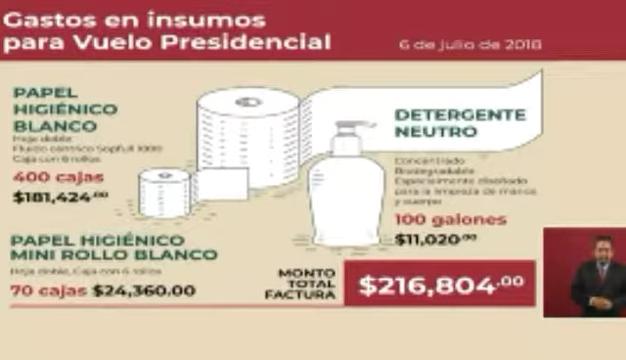 Gastos en insumos
para Vuelo Presidencial
6 de julio de 2018
PAPEL
HIGIÉNICO
BLANCO
Hoja doble
Caja con 6 rollos
400 cajas
$181,424.00
PAPEL HIGIÉNICO
MINI ROLLO BLANCO
Hoja doble, Caja con 6 rollos
70 cajas $24,360.00
DETERGENTE
NEUTRO
Concentrado
Biodegradable
Especialmente diseñado
para la limpieza de manos
y cuerpo
100 galones
$11,020.00
MONTO
TOTAL
FACTURA
$216,804.00